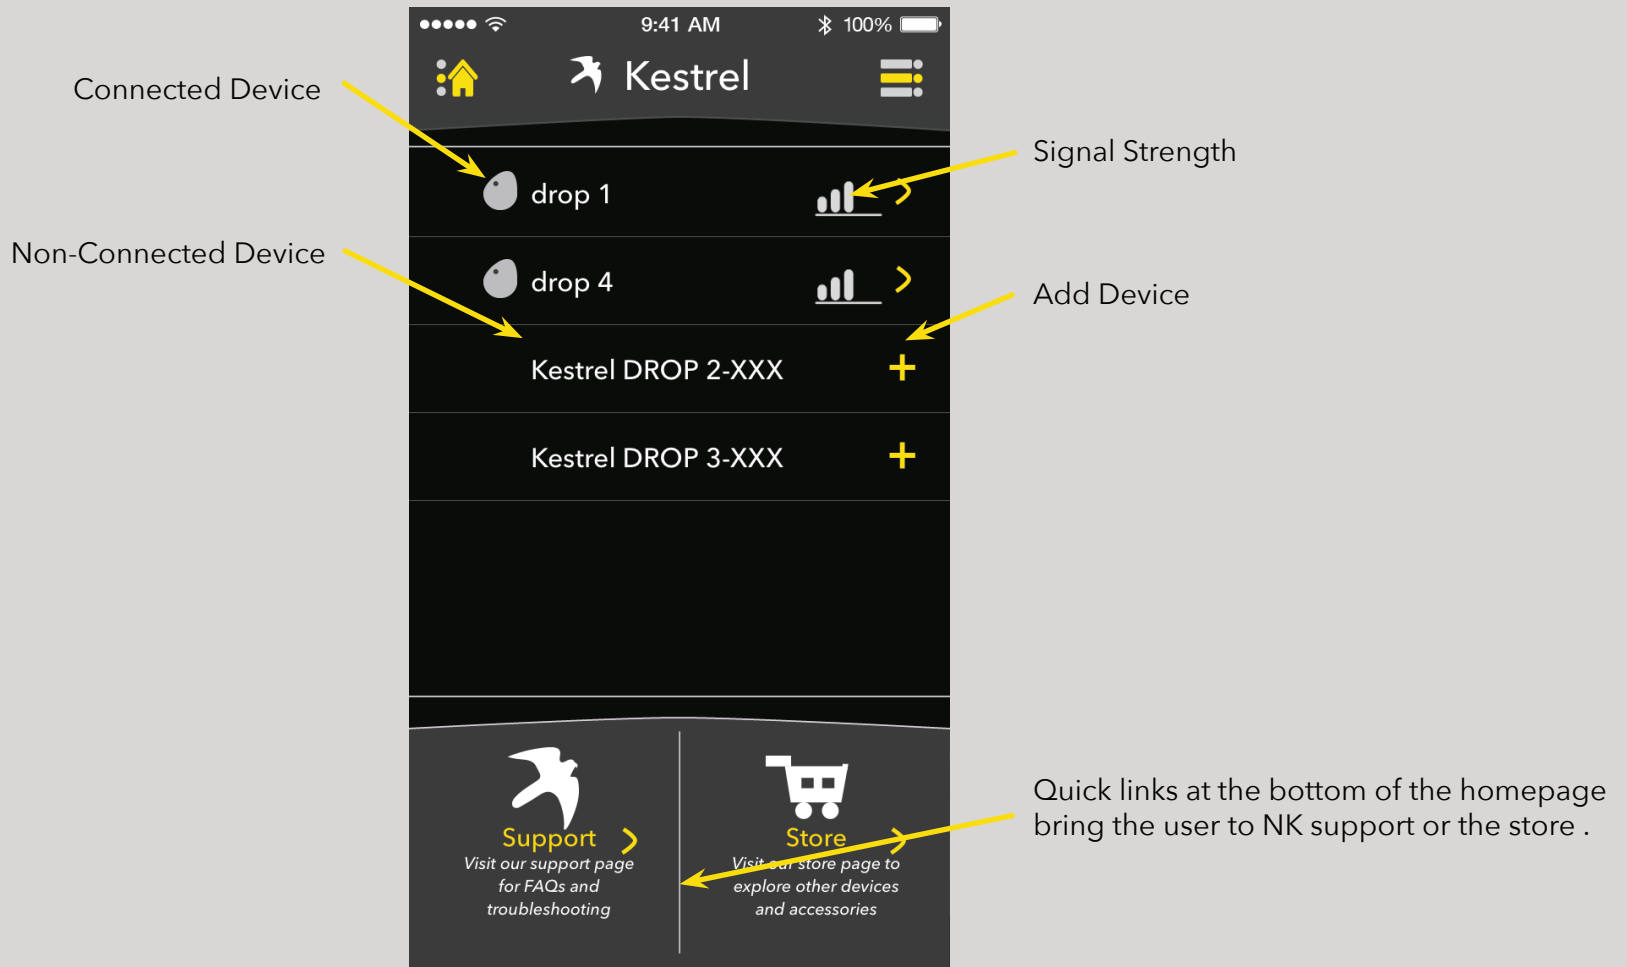 9:41 AM
100%
Kestrel
Connected Device
Signal Strength
drop 1
Non-Connected Device
drop 4
Add Device
Kestrel DROP 2-XXX
Kestrel DROP 3-XXX
Quick links at the bottom of the homepage
bring the user to NK support or the store .
Support
Visit our support page
for FAQs and
troubleshooting
Store
Visit our store page to
explore other devices
and accessories